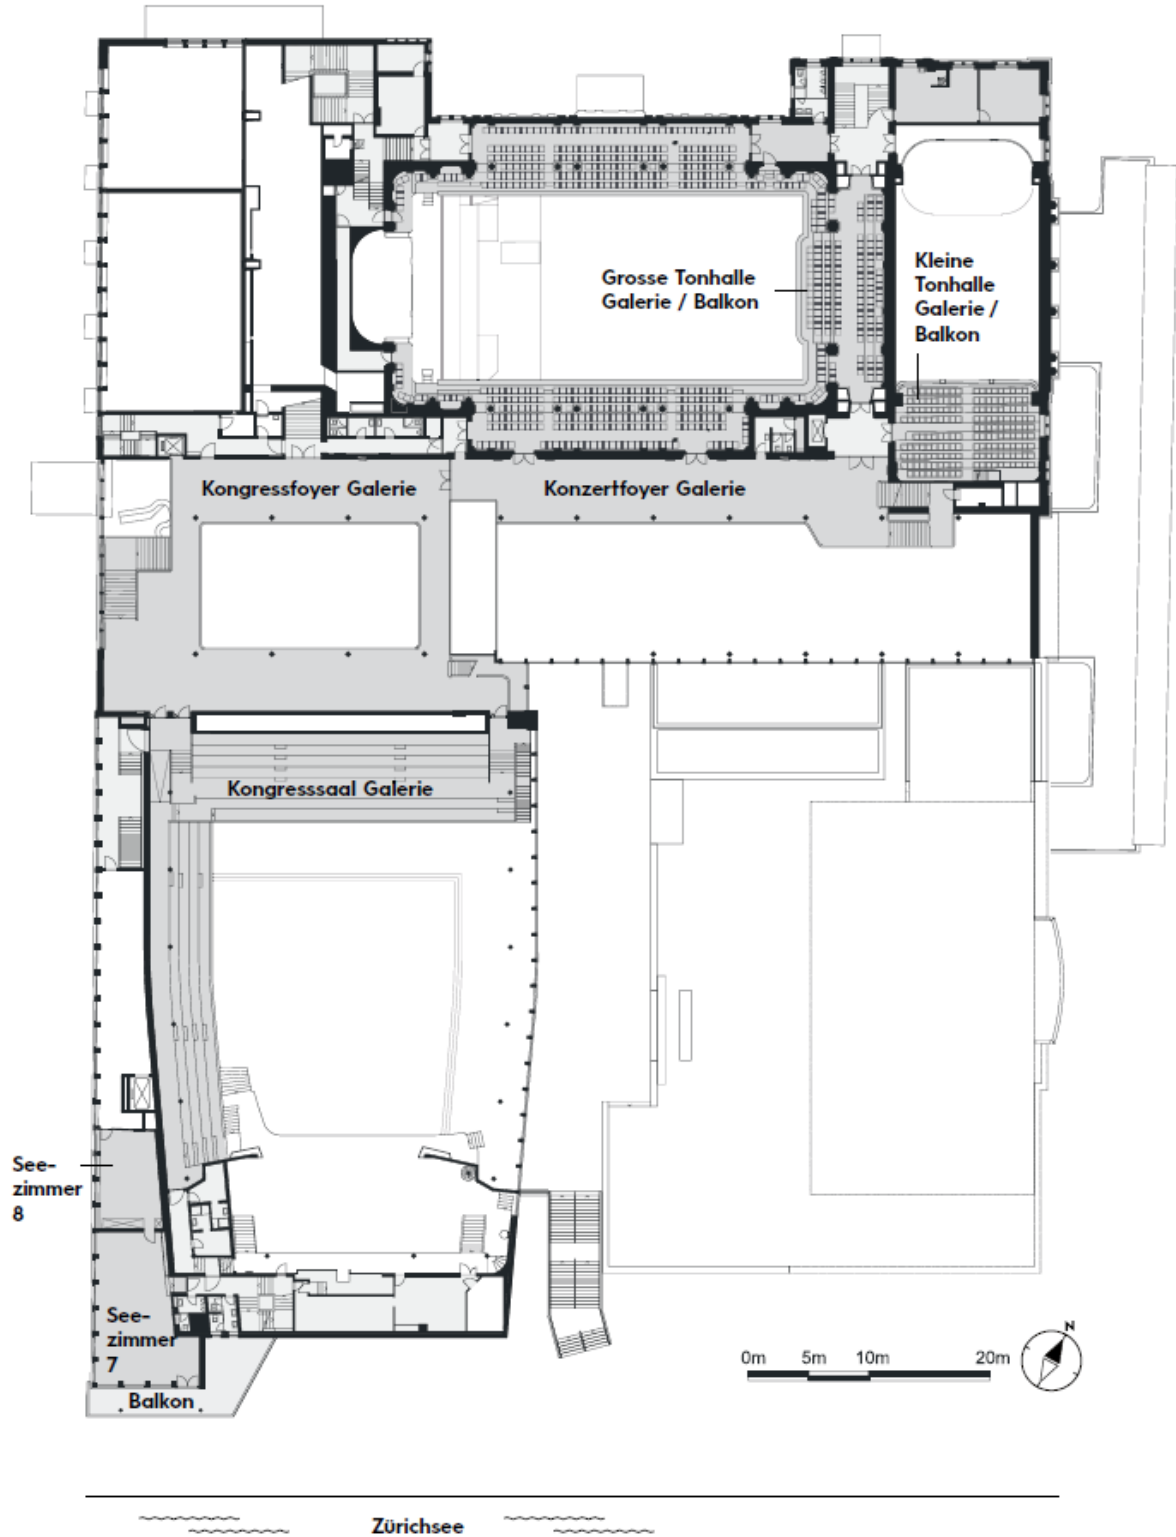 Grosse Tonhalle
Galerie / Balkon
Kleine
Tonhalle
Galerie /
Balkon
Kongressfoyer Galerie
Konzertfoyer Galerie
Kongresssaal Galerie
See-
zimmer
8
See-
zimmer
7
Balkon
0m 5m 10m 20m
N
Zürichsee